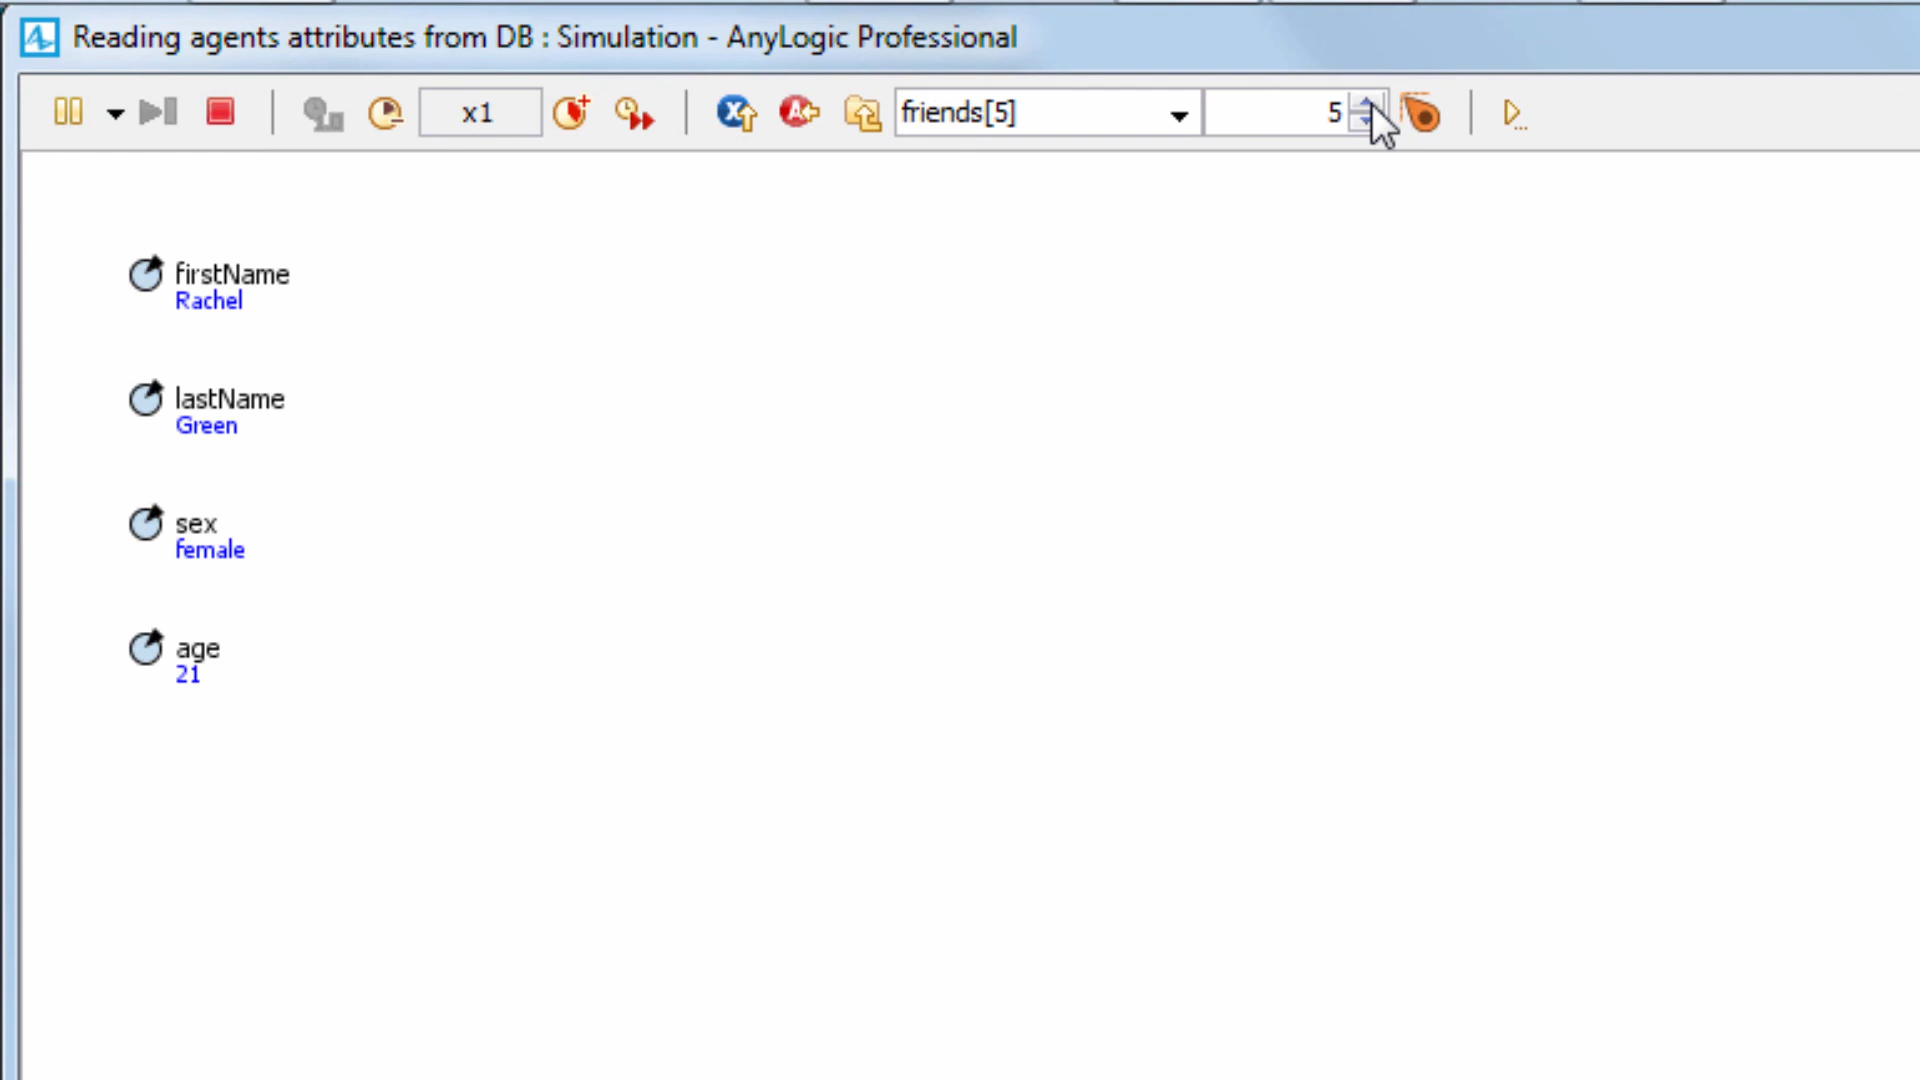 Reading agents attributes from DB : Simulation - AnyLogic Professional
x1 friends[5] 5
firstName
Rachel
lastName
Green
sex
female
age
21